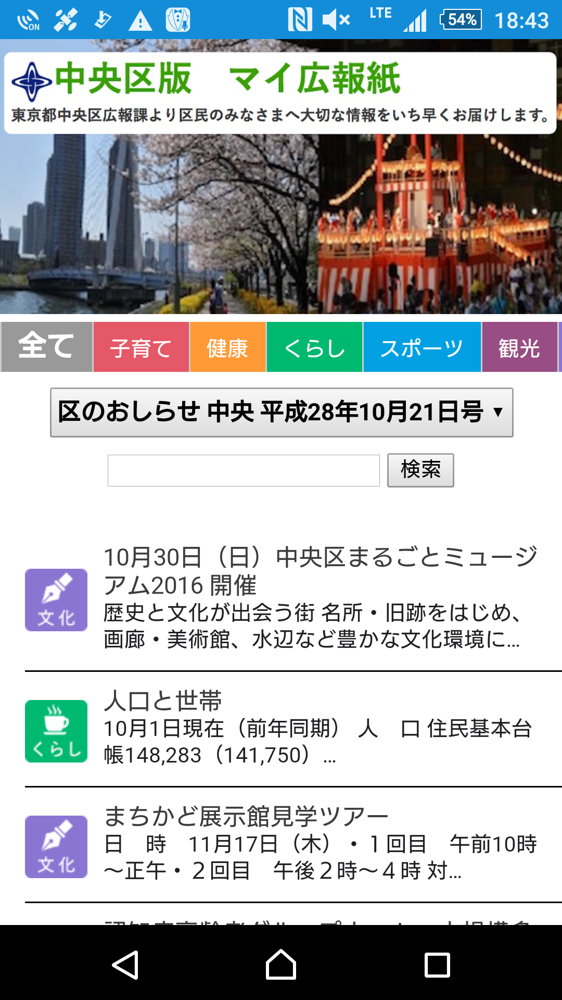 ON
LTE
54%
18:43
中央区版　マイ広報紙
東京都中央区広報課より区民のみなさまへ大切な情報をいち早くお届けします。
全て 子育て 健康 くらし スポーツ 観光
区のおしらせ 中央 平成28年10月21日号 ▼
検索
10月30日（日）中央区まるごとミュージ
アム2016 開催
歴史と文化が出会う街 名所・旧跡をはじめ、
画廊・美術館、水辺など豊かな文化環境に...
文化
人口と世帯
10月1日現在（前年同期） 人　口 住民基本台
帳148,283（141,750）...
くらし
まちかど展示館見学ツアー
日　時　11月17日（木）・１回目　午前10時
～正午・２回目　午後２時～４時 対...
文化